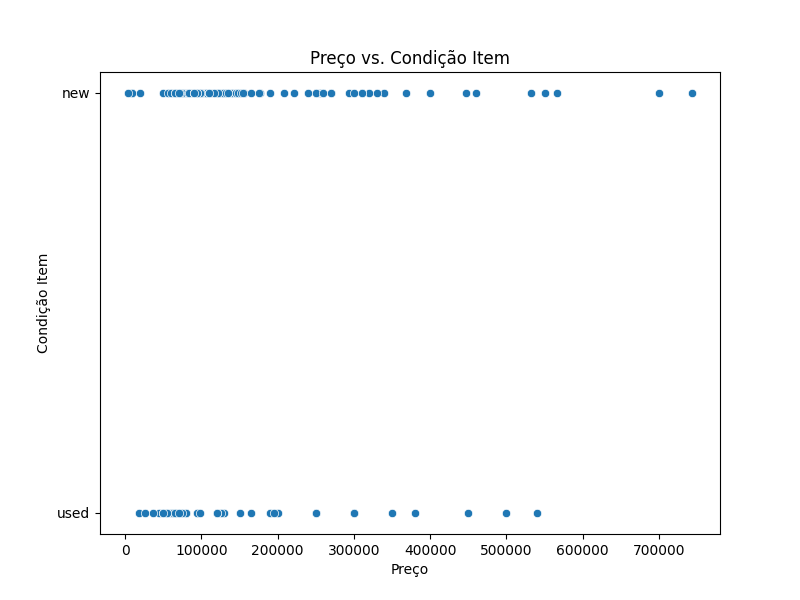 Preço vs. Condição Item
new
Condição Item
used
0 100000 200000 300000 400000 500000 600000 700000
Preço